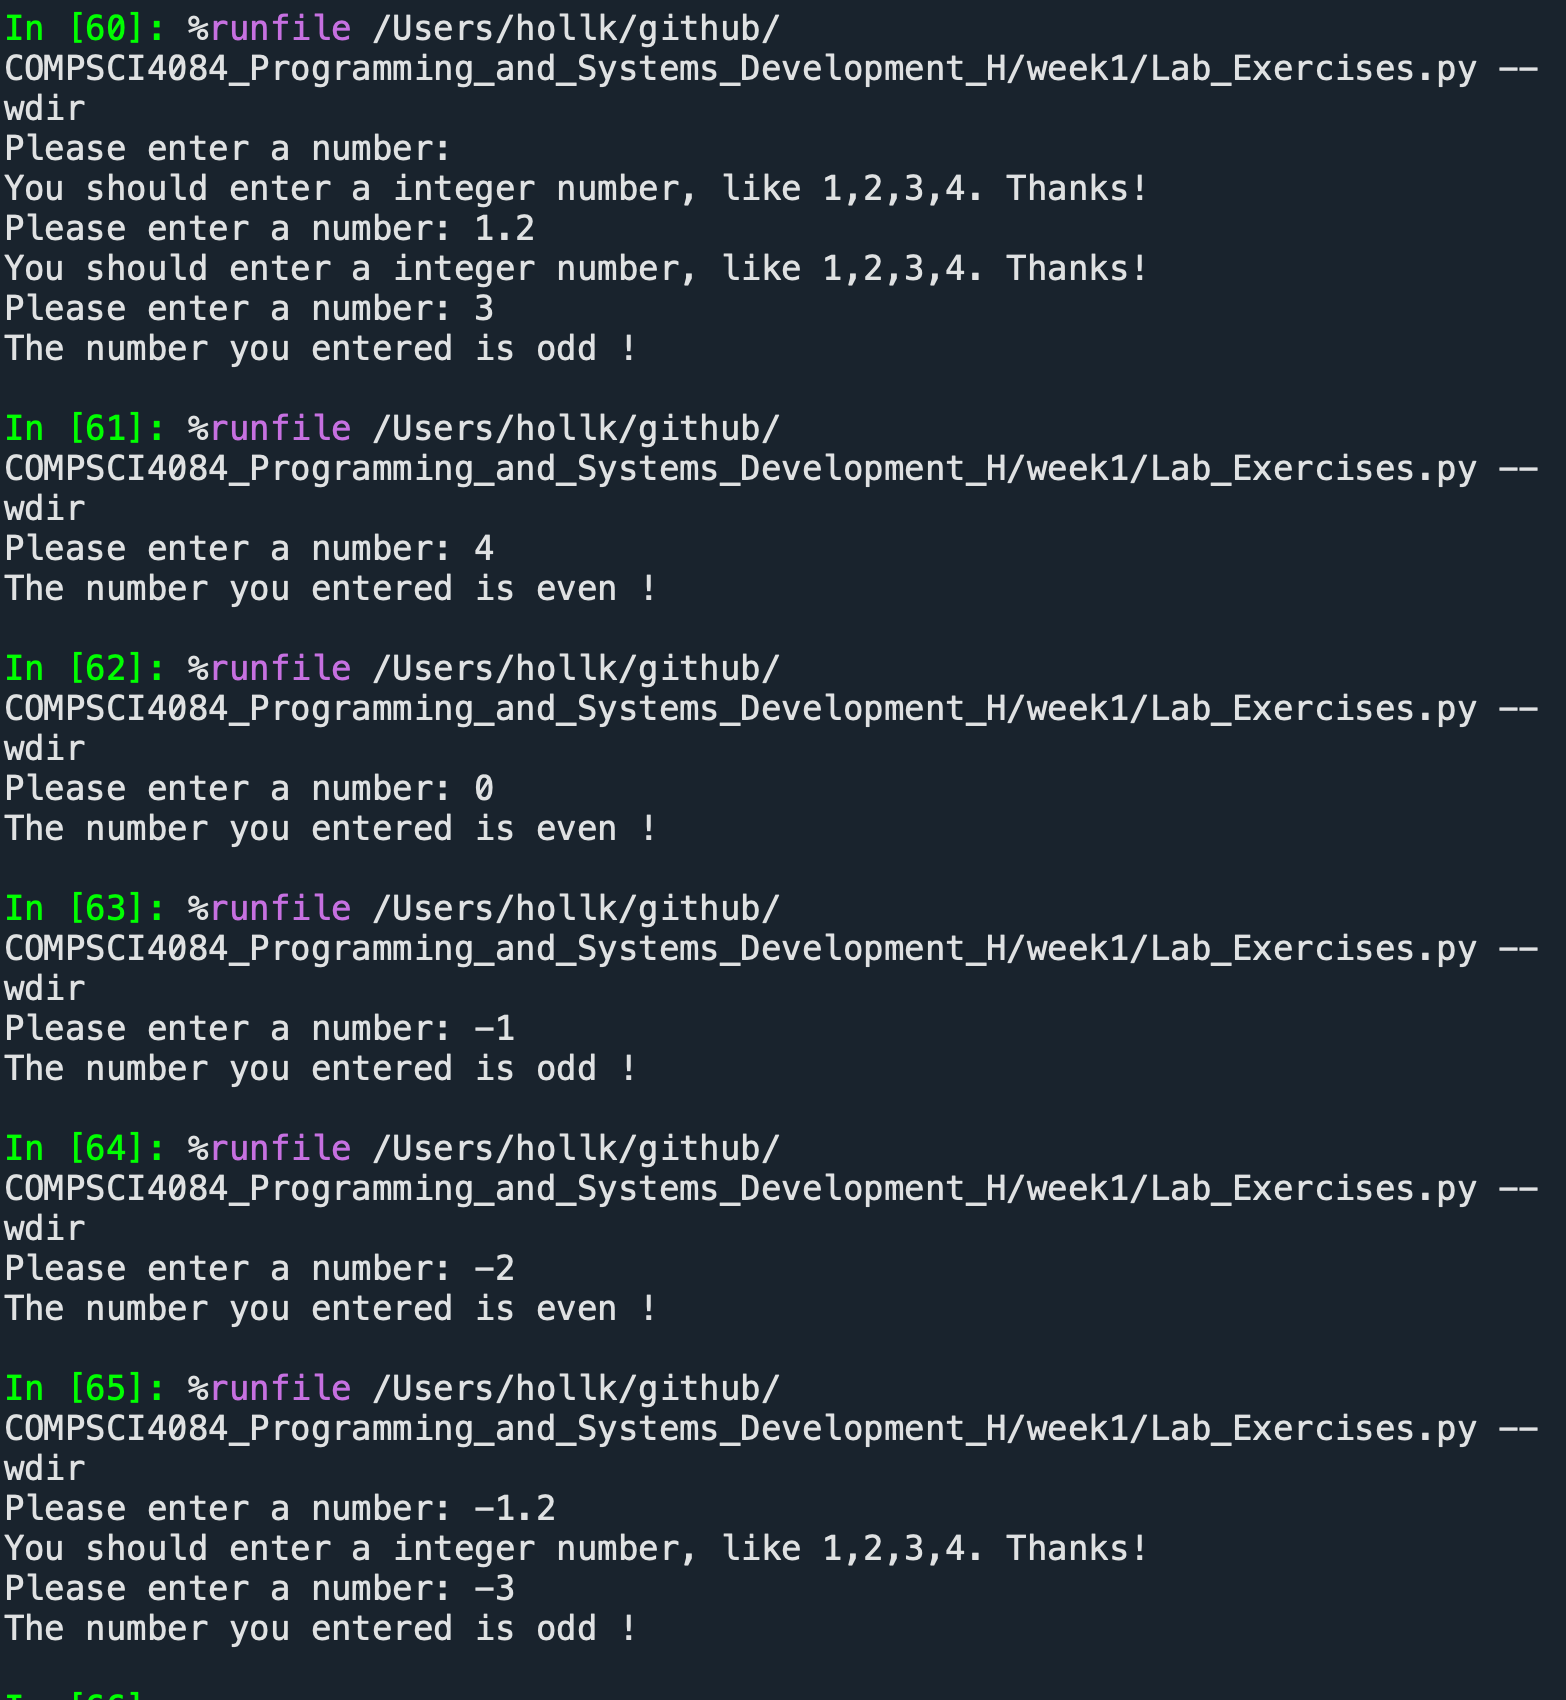 In [60]: %runfile /Users/hollk/github/
COMPSCI4084_Programming_and_Systems_Development_H/week1/Lab_Exercises.py --
wdir
Please enter a number:
You should enter a integer number, like 1,2,3,4. Thanks!
Please enter a number: 1.2
You should enter a integer number, like 1,2,3,4. Thanks!
Please enter a number: 3
The number you entered is odd !
In [61]: %runfile /Users/hollk/github/
COMPSCI4084_Programming_and_Systems_Development_H/week1/Lab_Exercises.py --
wdir
Please enter a number: 4
The number you entered is even !
In [62]: %runfile /Users/hollk/github/
COMPSCI4084_Programming_and_Systems_Development_H/week1/Lab_Exercises.py --
wdir
Please enter a number: 0
The number you entered is even !
In [63]: %runfile /Users/hollk/github/
COMPSCI4084_Programming_and_Systems_Development_H/week1/Lab_Exercises.py --
wdir
Please enter a number: -1
The number you entered is odd !
In [64]: %runfile /Users/hollk/github/
COMPSCI4084_Programming_and_Systems_Development_H/week1/Lab_Exercises.py --
wdir
Please enter a number: -2
The number you entered is even !
In [65]: %runfile /Users/hollk/github/
COMPSCI4084_Programming_and_Systems_Development_H/week1/Lab_Exercises.py --
wdir
Please enter a number: -1.2
You should enter a integer number, like 1,2,3,4. Thanks!
Please enter a number: -3
The number you entered is odd !